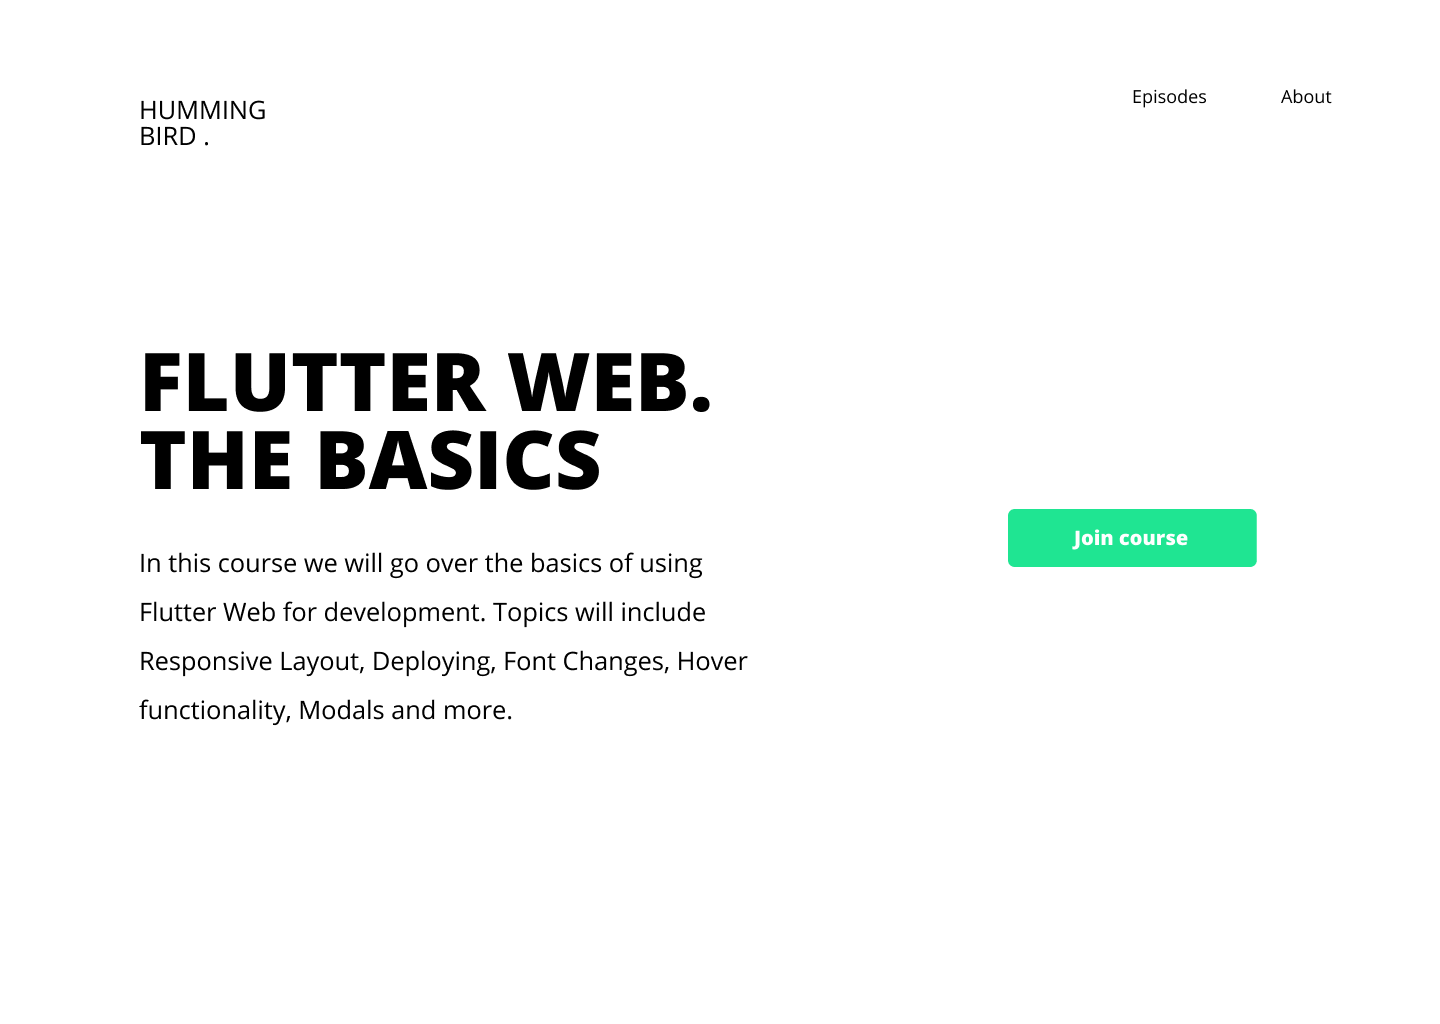 HUMMING
BIRD .
Episodes
About
FLUTTER WEB.
THE BASICS
In this course we will go over the basics of using
Flutter Web for development. Topics will include
Responsive Layout, Deploying, Font Changes, Hover
functionality, Modals and more.
Join course